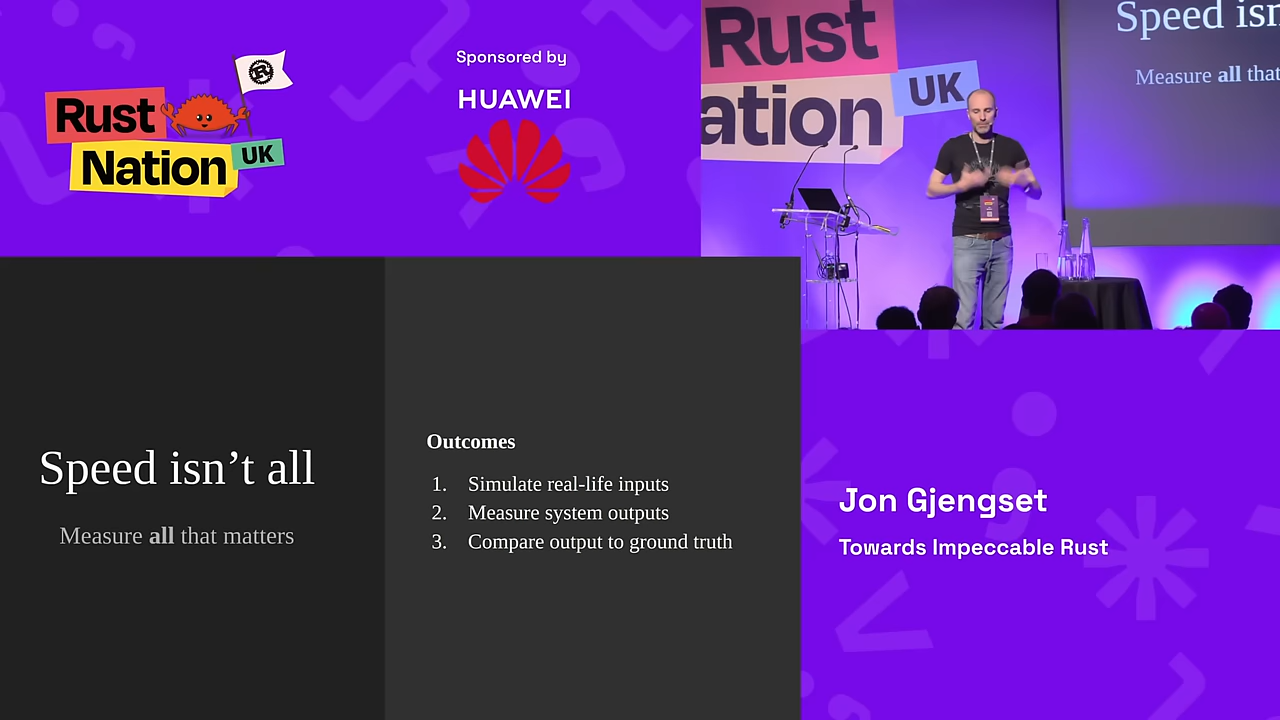 Rust
Nation
UK
Sponsored by
HUAWEI
Rust
ation
UK
Speed isn
Measure all that
Speed isn’t all
Measure all that matters
Outcomes
1. Simulate real-life inputs
2. Measure system outputs
3. Compare output to ground truth
Jon Gjengset
Towards Impeccable Rust